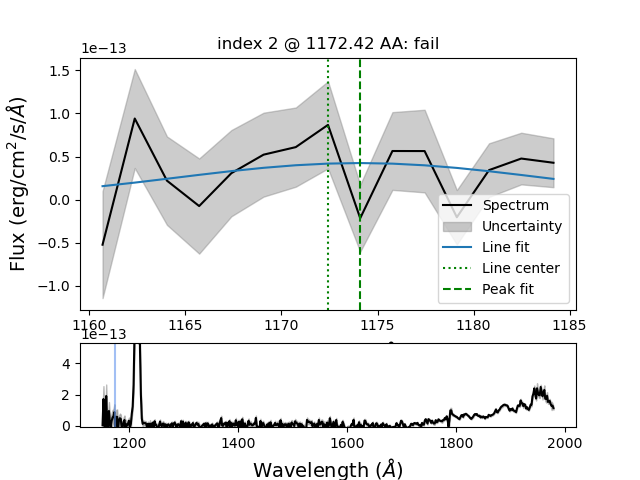 index 2 @ 1172.42 AA: fail
1e−13
1.5
1.0
0.5
0.0
−0.5
−1.0
Flux (erg/cm²/s/Å)
Spectrum
Uncertainty
Line fit
Line center
Peak fit
1160 1165 1170 1175 1180 1185
1e−13
4
2
0
1200 1400 1600 1800 2000
Wavelength (Å)